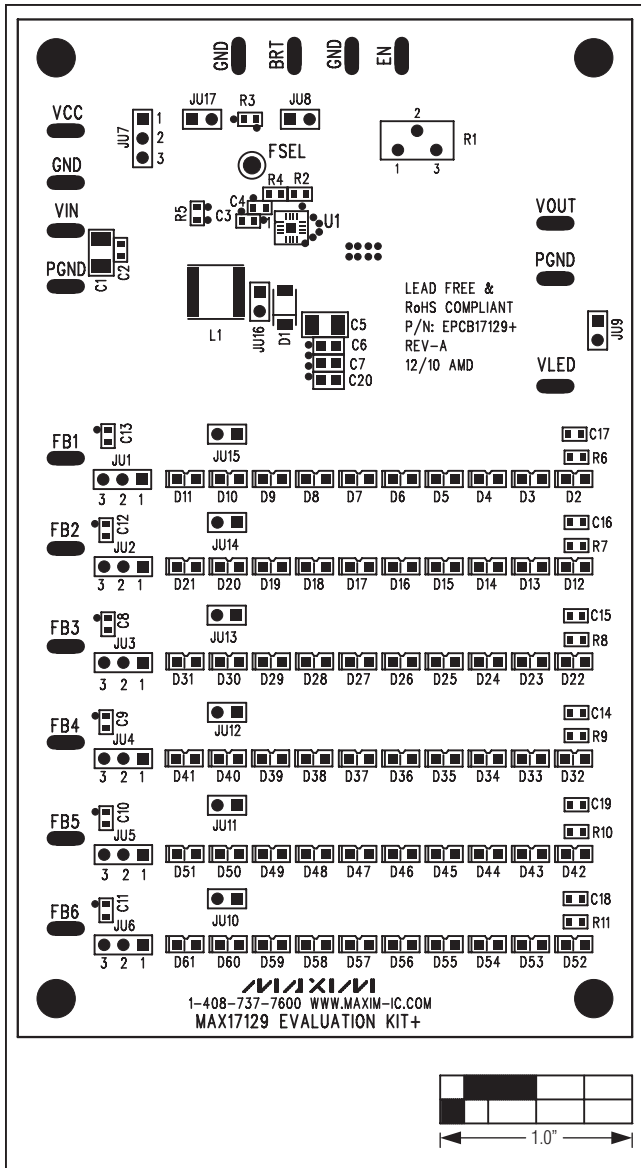 GND BRT GND EN
VCC
JU17 R3 JU8
JU7 1 2 3
2
R1
1 3
GND
FSEL
R4 R2
VIN
R5 C4 C3 1 U1
VOUT
PGND
C1 C2
PGND
L1 JU16 D1 C5
C6
C7
C20
LEAD FREE &
RoHS COMPLIANT
P/N: EPCB17129+
REV-A
12/10 AMD
JU9
VLED
FB1 C13 JU15 C17
JU1 R6
3 2 1 D11 D10 D9 D8 D7 D6 D5 D4 D3 D2
FB2 C12 JU14 C16
JU2 R7
3 2 1 D21 D20 D19 D18 D17 D16 D15 D14 D13 D12
FB3 C8 JU13 C15
JU3 R8
3 2 1 D31 D30 D29 D28 D27 D26 D25 D24 D23 D22
FB4 C9 JU12 C14
JU4 R9
3 2 1 D41 D40 D39 D38 D37 D36 D35 D34 D33 D32
FB5 C10 JU11 C19
JU5 R10
3 2 1 D51 D50 D49 D48 D47 D46 D45 D44 D43 D42
FB6 C11 JU10 C18
JU6 R11
3 2 1 D61 D60 D59 D58 D57 D56 D55 D54 D53 D52
MAXIM
1-408-737-7600 WWW.MAXIM-IC.COM
MAX17129 EVALUATION KIT+
1.0"